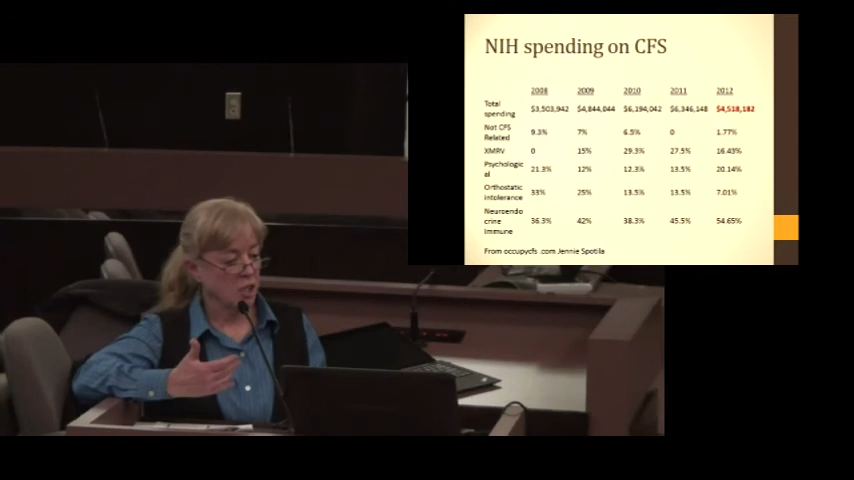 NIH spending on CFS
2008 2009 2010 2011 2012
Total spending $3,503,942 $4,844,044 $6,194,042 $6,346,148 $4,518,182
Not CFS Related 9.3% 7% 6.5% 0 1.77%
XMRV 0 15% 29.3% 27.5% 16.43%
Psychologic al 21.3% 12% 12.3% 13.5% 20.14%
Orthostatic intolerance 33% 25% 13.5% 13.5% 7.01%
Neuroendo crine Immune 36.3% 42% 38.3% 45.5% 54.65%
From occupycfs .com Jennie Spotila